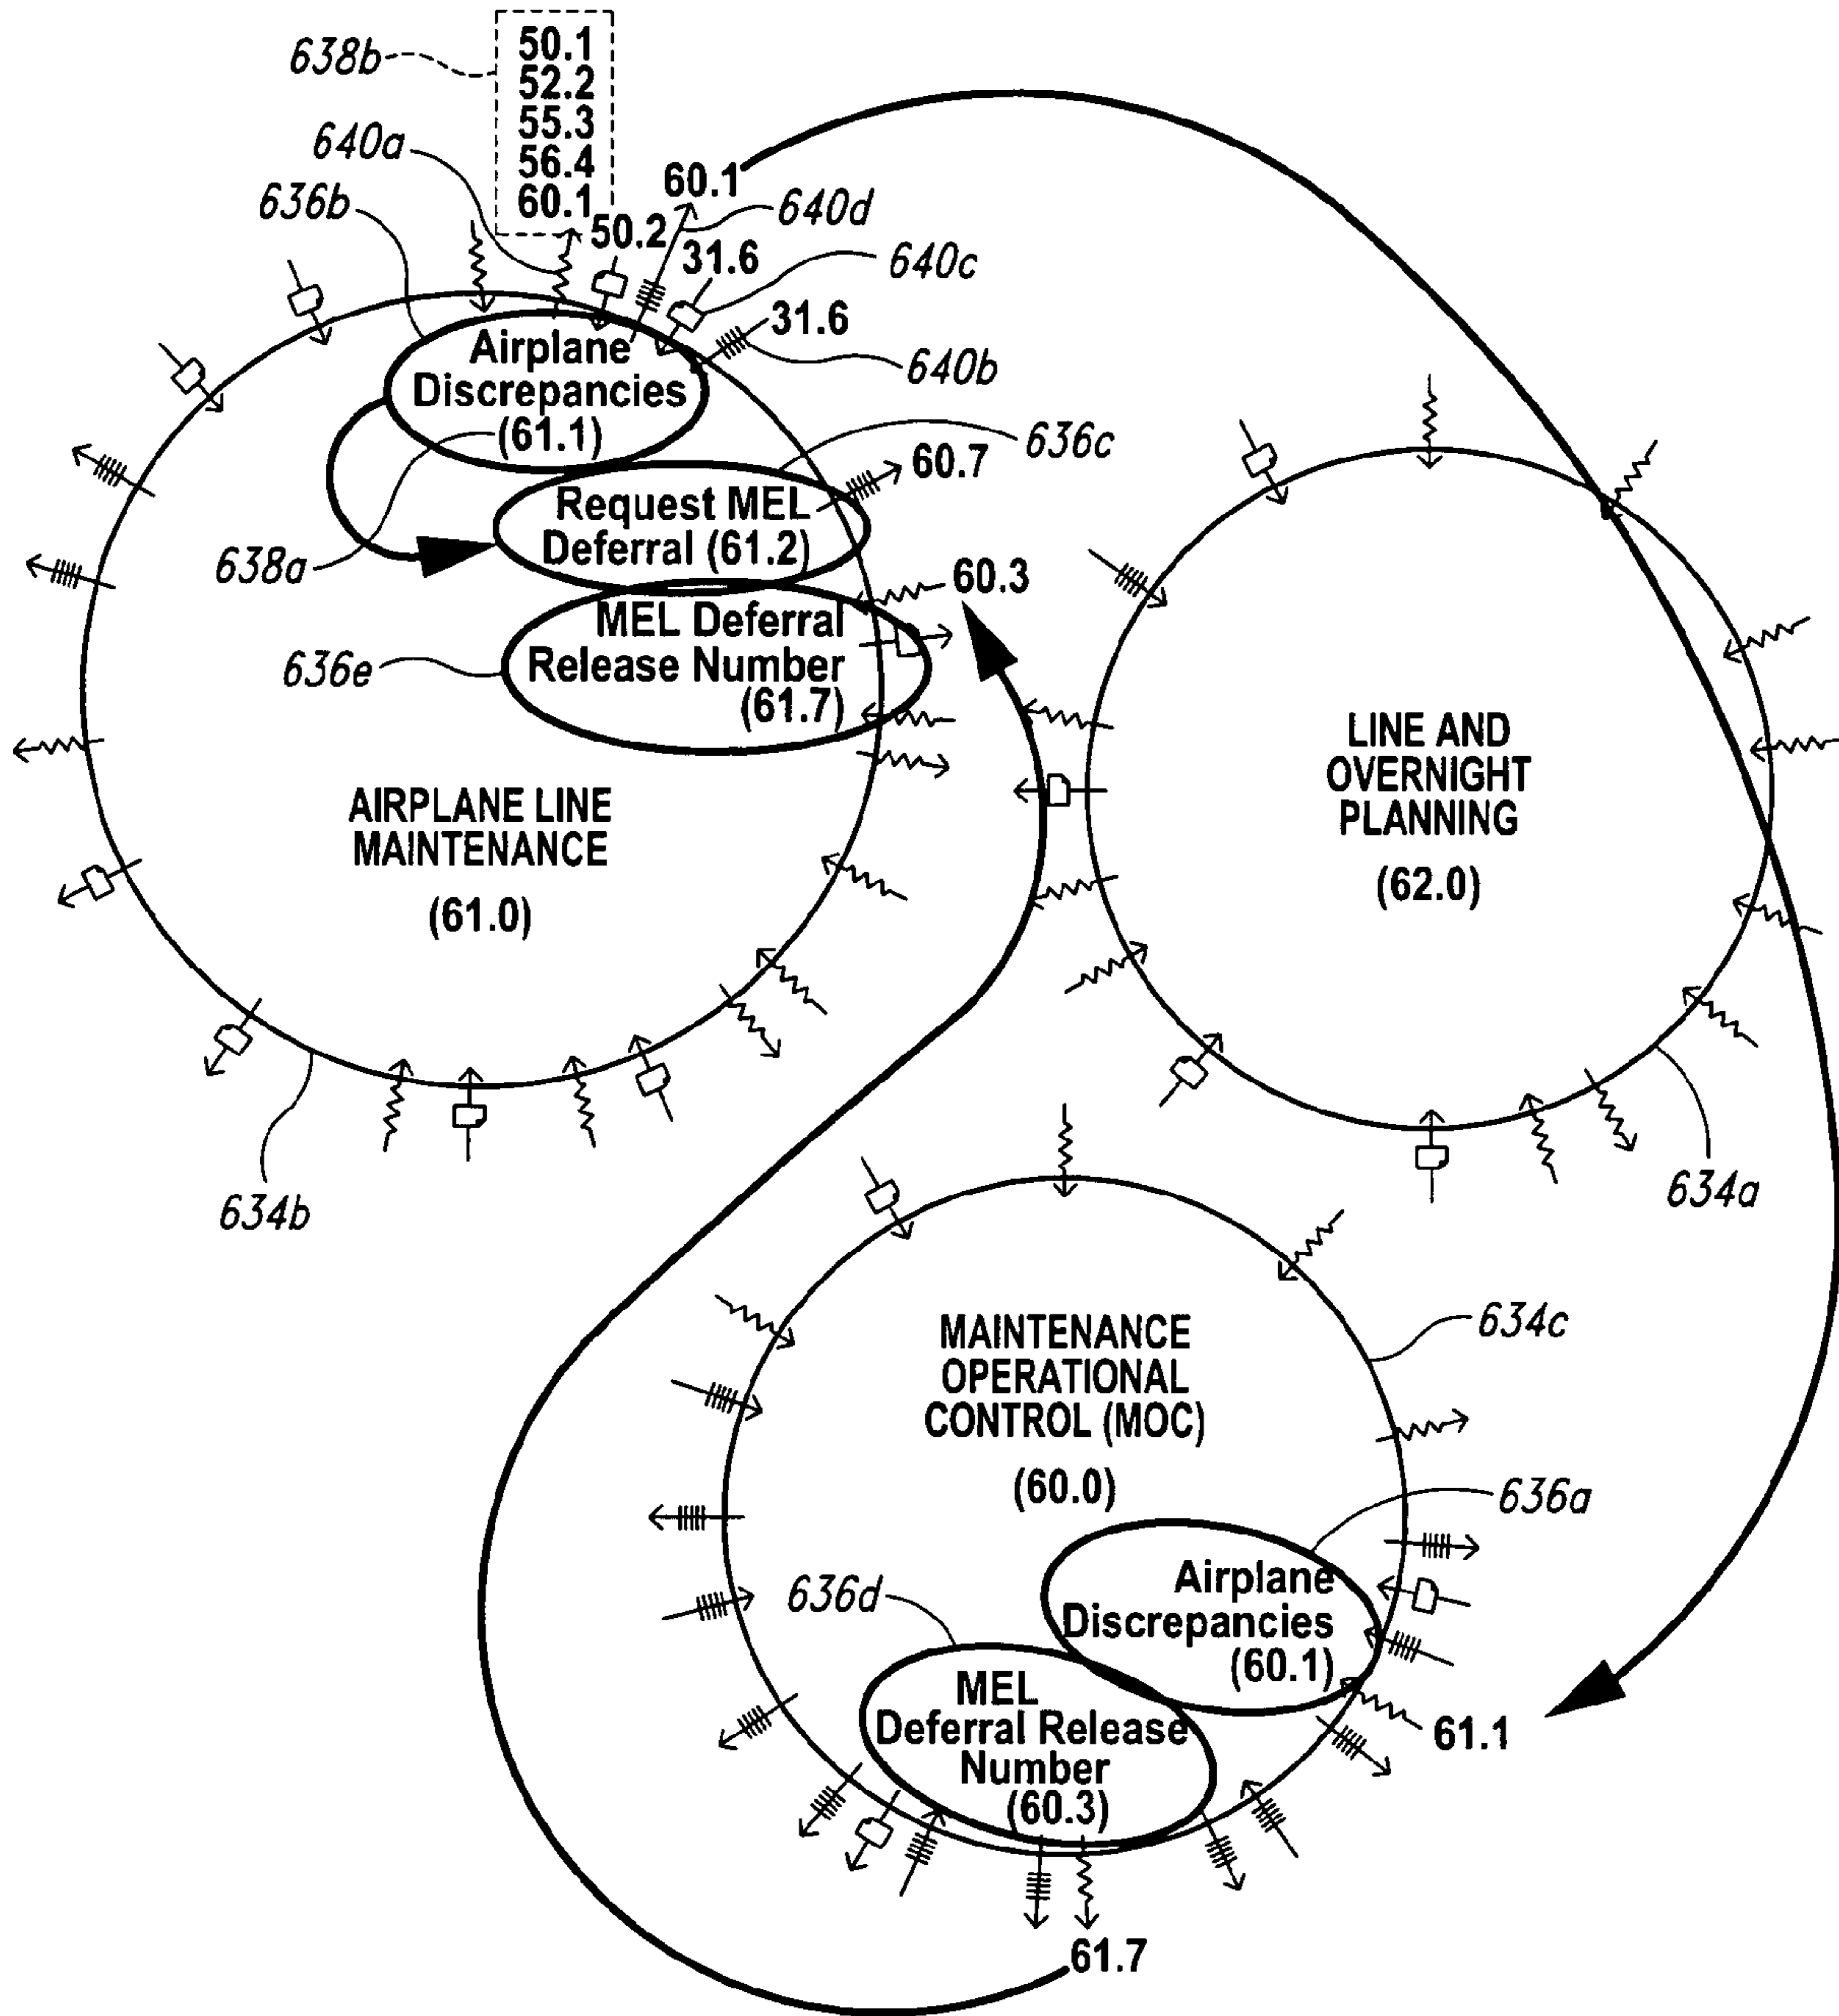 638b
50.1
52.2
55.3
56.4
60.1
640a
636b
60.1
640d
50.2
31.6
640c
31.6
640b
Airplane
Discrepancies
(61.1)
636c
60.7
Request MEL
Deferral (61.2)
638a
60.3
MEL Deferral
Release Number
(61.7)
636e
AIRPLANE LINE
MAINTENANCE
(61.0)
634b
LINE AND
OVERNIGHT
PLANNING
(62.0)
634a
MAINTENANCE
OPERATIONAL
CONTROL (MOC)
(60.0)
634c
636a
Airplane
Discrepancies
(60.1)
636d
MEL
Deferral Release
Number
(60.3)
61.1
61.7